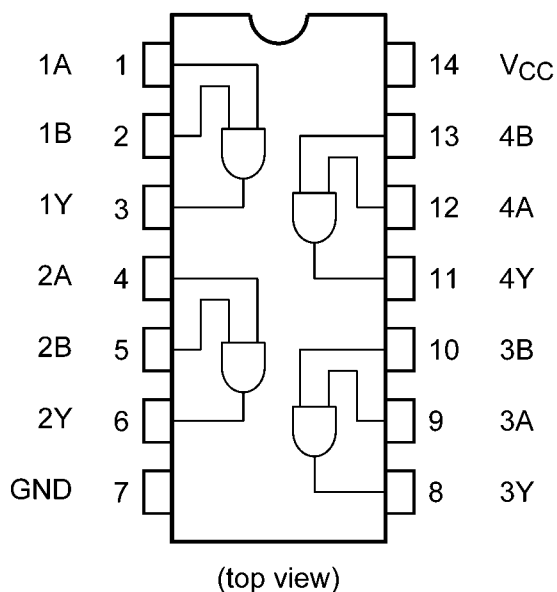 1A 1 14 VCC
1B 2 13 4B
1Y 3 12 4A
2A 4 11 4Y
2B 5 10 3B
2Y 6 9 3A
GND 7 8 3Y
(top view)